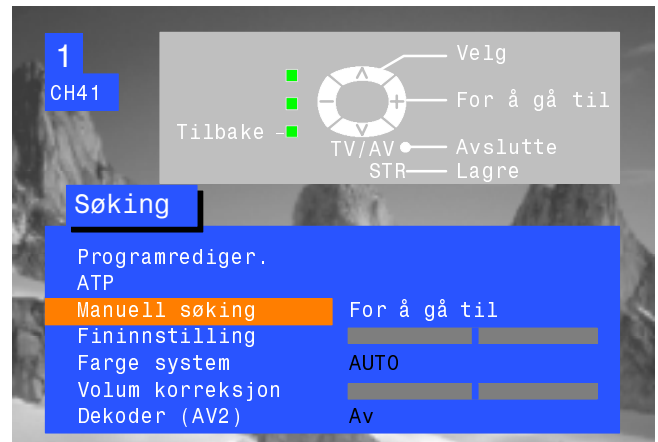 1
CH41
Velg
For å gå til
Tilbake
TV/AV Avslutte
STR Lagre
Søking
Programrediger.
ATP
Manuell søking For å gå til
Fininnstilling
Farge system AUTO
Volum korreksjon
Dekoder (AV2) Av